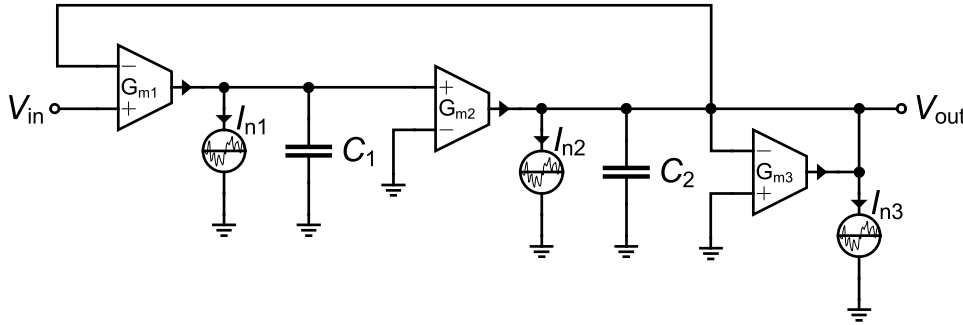 V_in
−
G_m1
+
I_n1
C_1
+
G_m2
−
I_n2
C_2
−
G_m3
+
I_n3
V_out